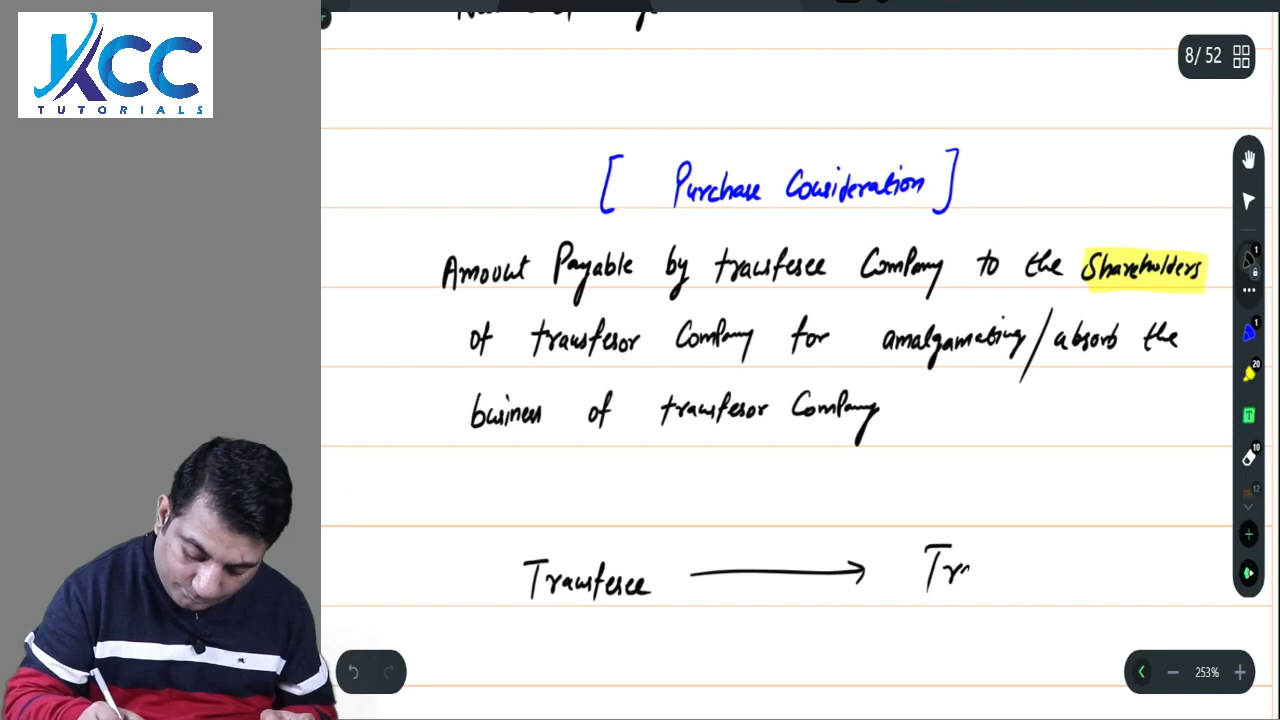 KCC
TUTORIALS
8/ 52
[ Purchase Consideration ]
Amount Payable by transferee Company to the Shareholders
of transferor Company for amalgamating / absorb the
business of transferor Company
Transferee → Tra
253%